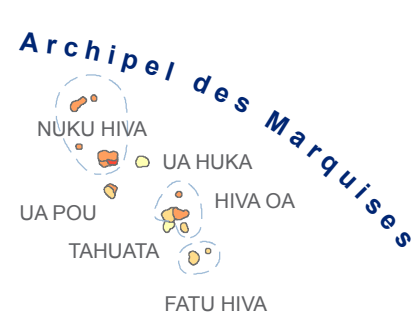 Archipel des Marquises
NUKU HIVA
UA HUKA
HIVA OA
UA POU
TAHUATA
FATU HIVA